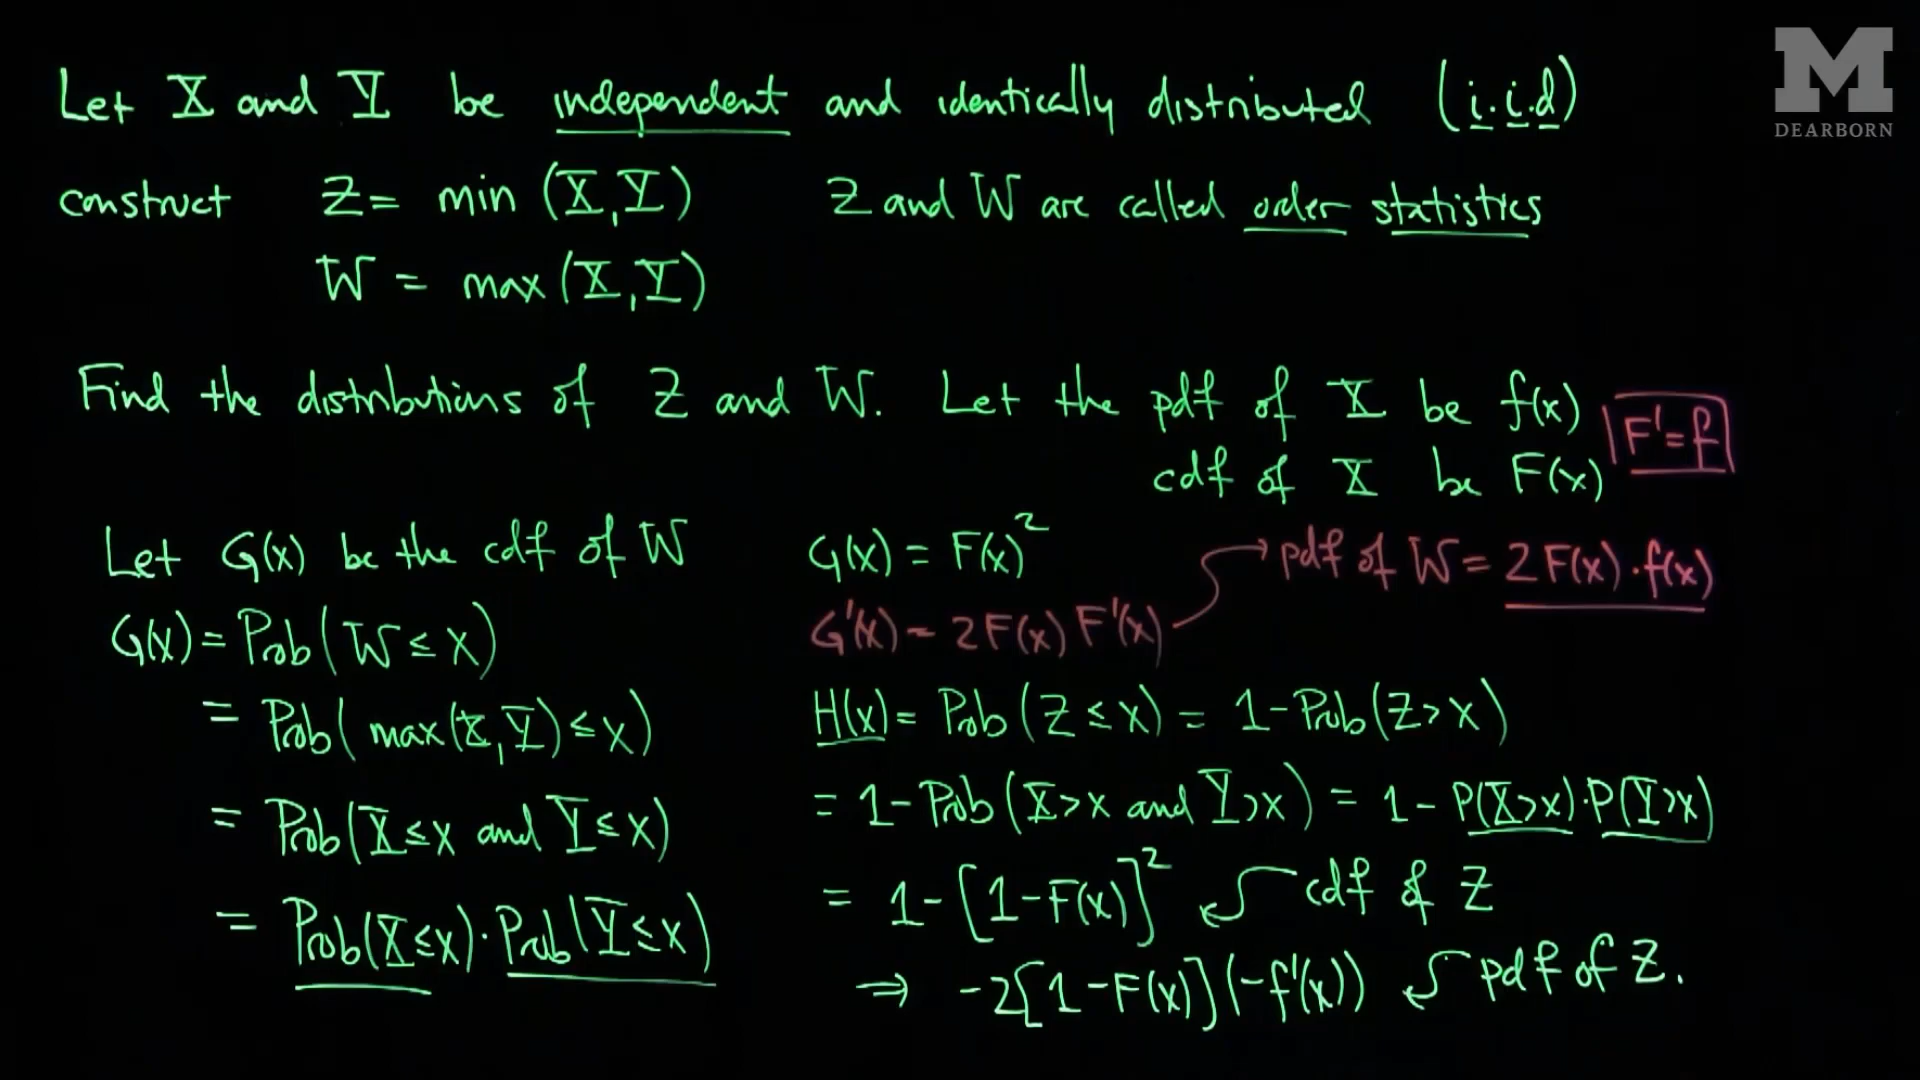 Let X and Y be independent and identically distributed (i.i.d)
construct Z = min (X,Y) Z and W are called order statistics
W = max (X,Y)
Find the distributions of Z and W. Let the pdf of X be f(x)
cdf of X be F(x)
F' = f
Let G(x) be the cdf of W
G(x) = Prob(W ≤ x)
= Prob(max(X,Y) ≤ x)
= Prob(X ≤ x and Y ≤ x)
= Prob(X ≤ x) · Prob(Y ≤ x)
G(x) = F(x)²
G'(x) = 2F(x) F'(x) → pdf of W = 2F(x)·f(x)
H(x) = Prob(Z ≤ x) = 1 - Prob(Z > x)
= 1 - Prob(X > x and Y > x) = 1 - P(X > x)·P(Y > x)
= 1 - [1 - F(x)]² cdf of Z
⇒ -2[1 - F(x)](-f'(x)) pdf of Z.
M
DEARBORN